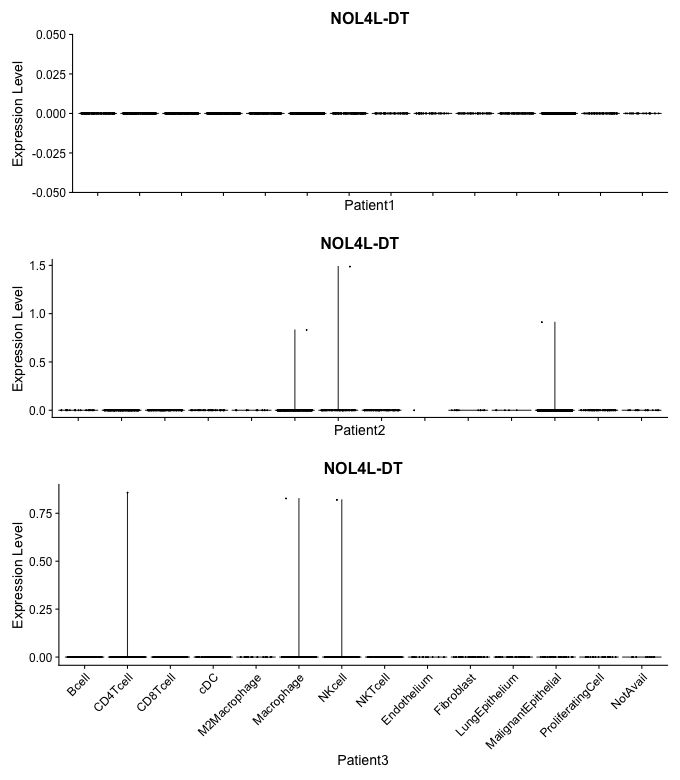 NOL4L-DT
Expression Level
0.050
0.025
0.000
-0.025
-0.050
Patient1
NOL4L-DT
Expression Level
1.5
1.0
0.5
0.0
Patient2
NOL4L-DT
Expression Level
0.75
0.50
0.25
0.00
Bcell
CD4Tcell
CD8Tcell
cDC
M2Macrophage
Macrophage
NKcell
NKTcell
Endothelium
Fibroblast
LungEpithelium
MalignantEpithelial
ProliferatingCell
NotAvail
Patient3